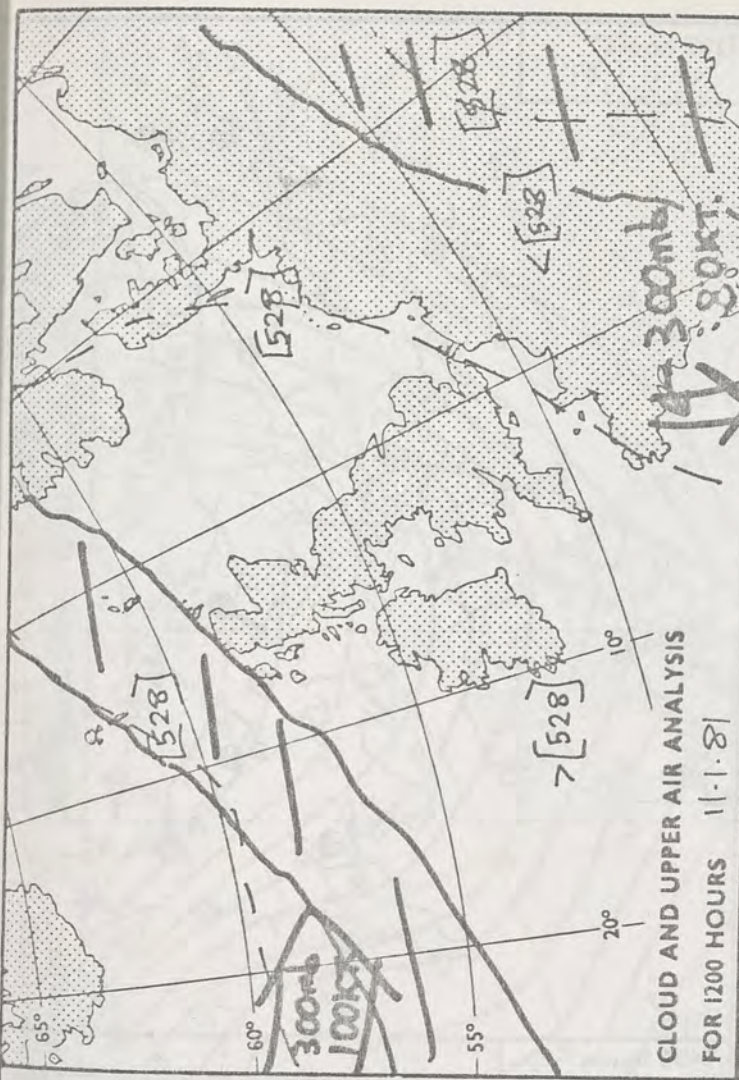 CLOUD AND UPPER AIR ANALYSIS
FOR 1200 HOURS 11.1.81
65°
60°
55°
20°
10°
0°
300mb
100KT.
300mb
80KT.
[528]
>[528]
[528]
<[528]
[528]